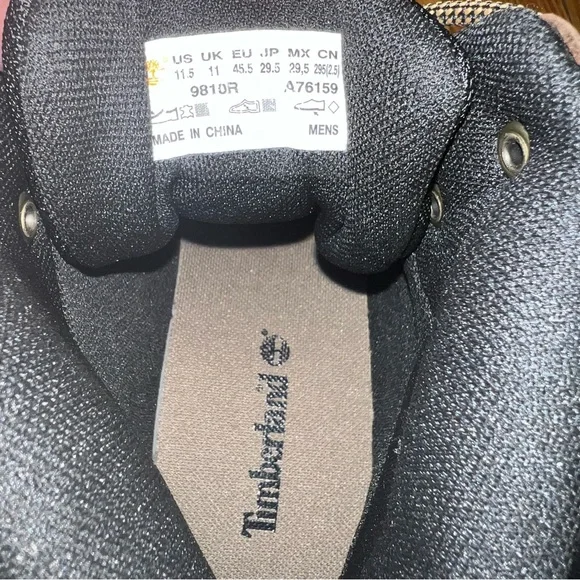 US UK EU JP MX CN
11.5 11 45.5 29.5 29,5 295(2.5)
9810R A76159
MADE IN CHINA MENS
Timberland